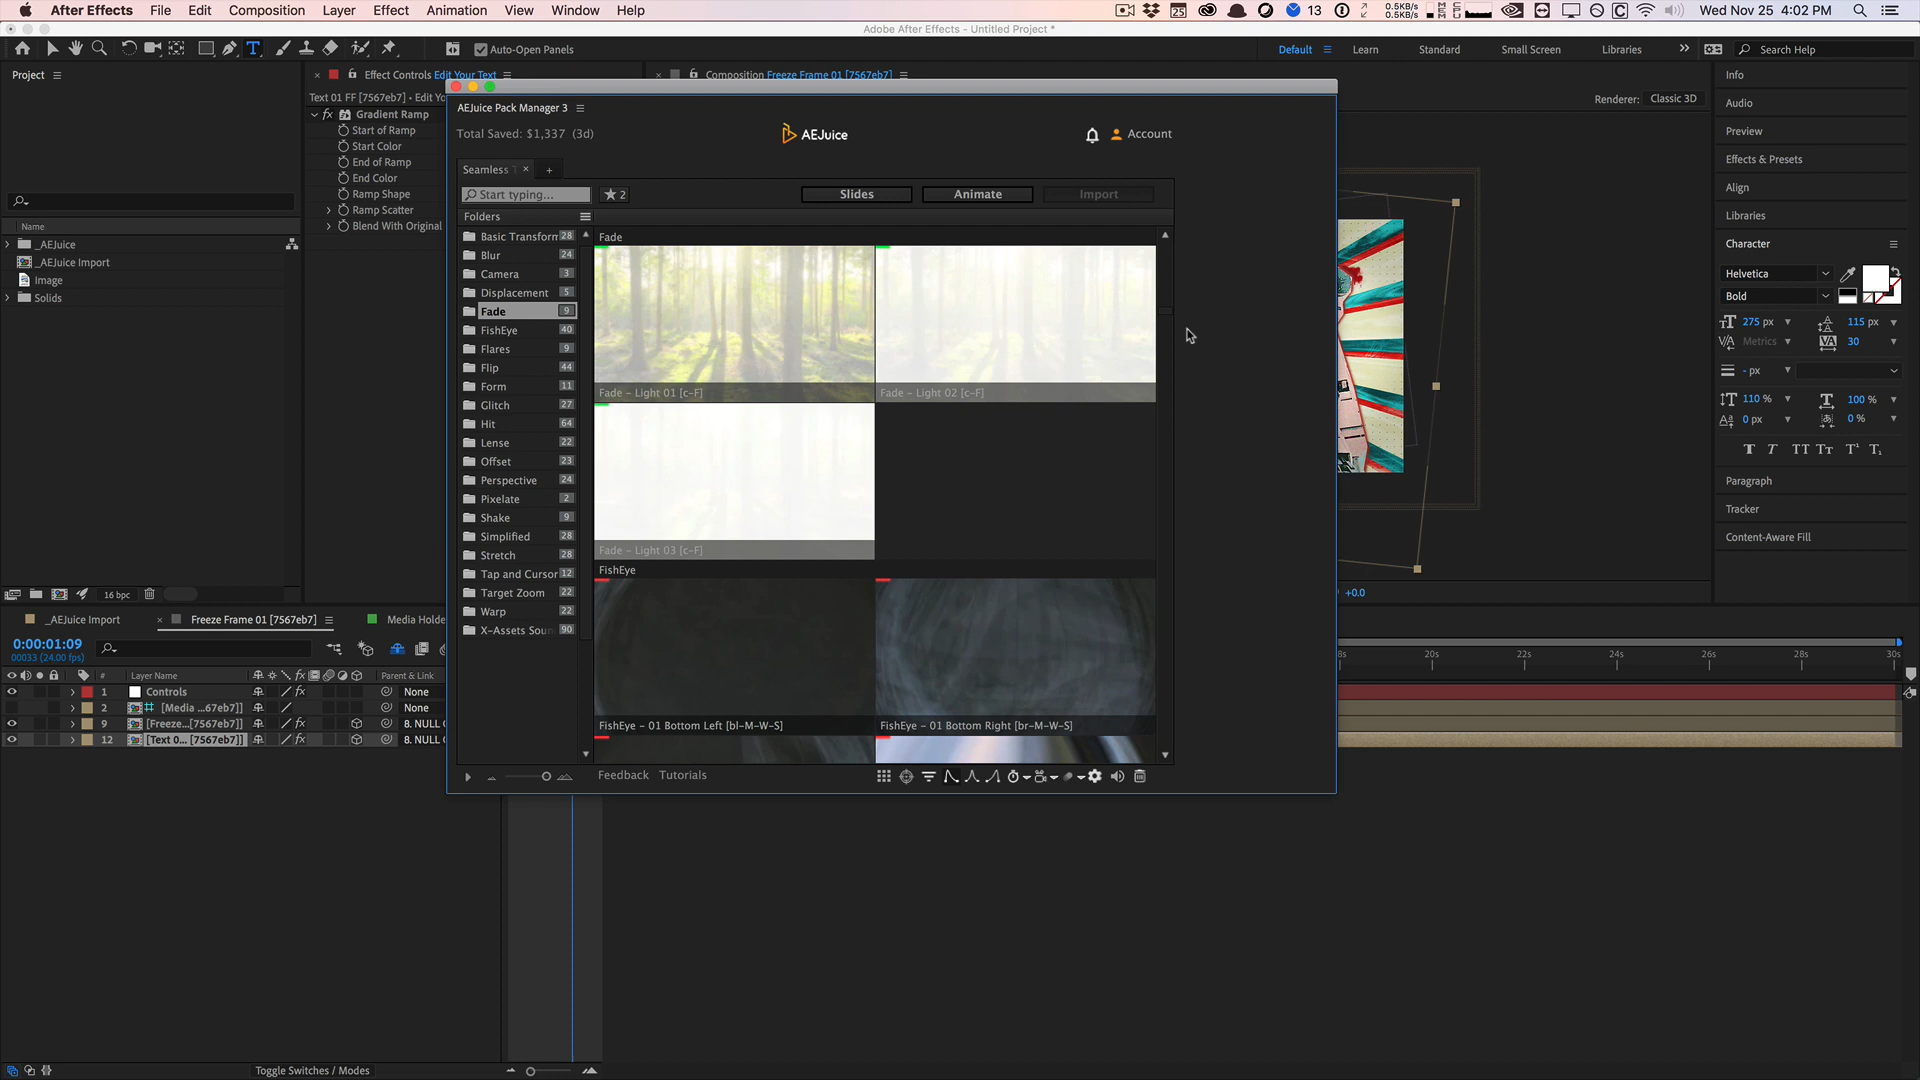 After Effects File Edit Composition Layer Effect Animation View Window Help 25 13 0.5KB/s 0.5KB/s Wed Nov 25 4:02 PM
Adobe After Effects - Untitled Project *
Auto-Open Panels Default Learn Standard Small Screen Libraries Search Help
Project
Effect Controls Edit Your Text
Composition Freeze Frame 01 [7567eb7]
Text 01 FF [7567eb7] • Edit Yo
Gradient Ramp
Start of Ramp
Start Color
End of Ramp
End Color
Ramp Shape
Ramp Scatter
Blend With Original
Name
_AEJuice
_AEJuice Import
Image
Solids
16 bpc
AEJuice Pack Manager 3
Total Saved: $1,337 (3d)
AEJuice
Account
Seamless
Start typing...
2
Slides
Animate
Import
Folders
Basic Transform 28
Blur 24
Camera 3
Displacement 5
Fade 9
FishEye 40
Flares 9
Flip 44
Form 11
Glitch 27
Hit 64
Lense 22
Offset 23
Perspective 24
Pixelate 2
Shake 9
Simplified 28
Stretch 28
Tap and Cursor 12
Target Zoom 22
Warp 22
X-Assets Soun 90
Fade
Fade - Light 01 [c-F]
Fade - Light 02 [c-F]
Fade - Light 03 [c-F]
FishEye
FishEye - 01 Bottom Left [bl-M-W-S]
FishEye - 01 Bottom Right [br-M-W-S]
Feedback Tutorials
Renderer: Classic 3D
+0.0
Info
Audio
Preview
Effects & Presets
Align
Libraries
Character
Helvetica
Bold
275 px 115 px
Metrics 30
- px
110 % 100 %
0 px 0 %
Paragraph
Tracker
Content-Aware Fill
_AEJuice Import
Freeze Frame 01 [7567eb7]
Media Holde
0:00:01:09
00033 (24.00 fps)
# Layer Name Parent & Link
1 Controls None
2 [Media ...67eb7]] None
9 [Freeze...[7567eb7] 8. NULL C
12 [Text 0... [7567eb7]] 8. NULL C
8s 20s 22s 24s 26s 28s 30s
Toggle Switches / Modes